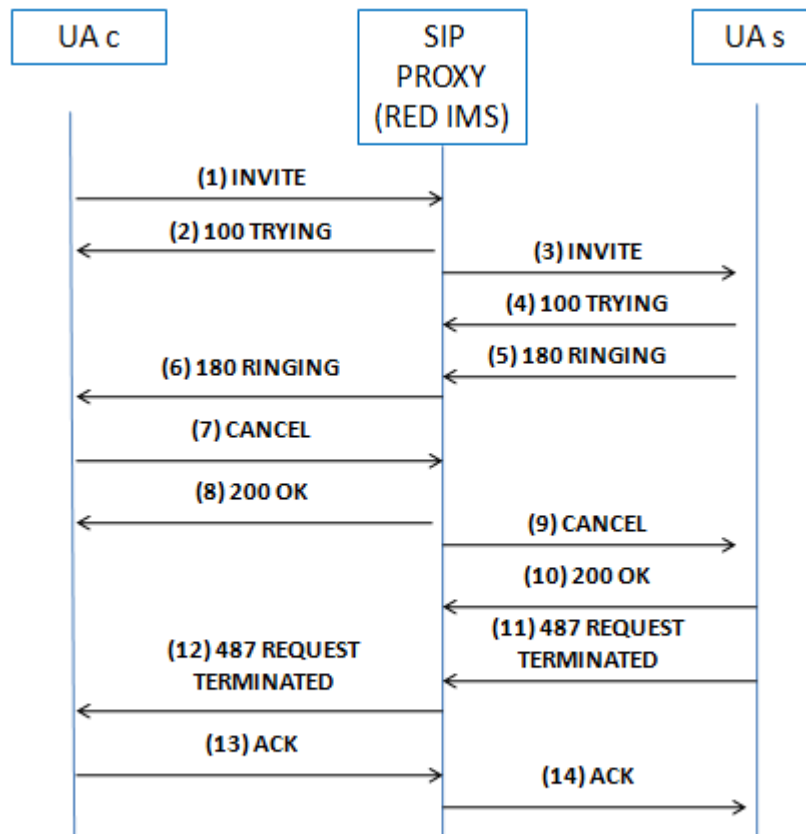 UA c
SIP
PROXY
(RED IMS)
UA s
(1) INVITE
(2) 100 TRYING
(3) INVITE
(4) 100 TRYING
(5) 180 RINGING
(6) 180 RINGING
(7) CANCEL
(8) 200 OK
(9) CANCEL
(10) 200 OK
(11) 487 REQUEST
TERMINATED
(12) 487 REQUEST
TERMINATED
(13) ACK
(14) ACK